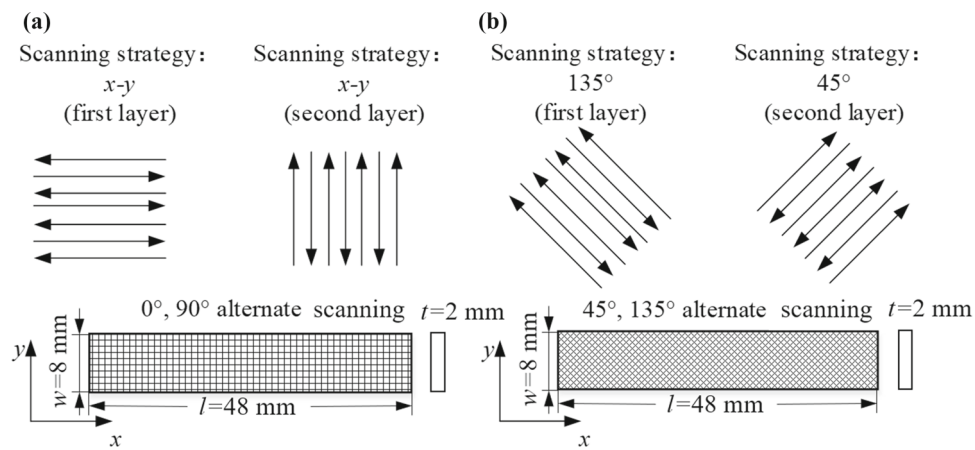 (a)
Scanning strategy:
x-y
(first layer)
Scanning strategy:
x-y
(second layer)
0°, 90° alternate scanning
t=2 mm
y
w=8 mm
l=48 mm
x
(b)
Scanning strategy:
135°
(first layer)
Scanning strategy:
45°
(second layer)
45°, 135° alternate scanning
t=2 mm
y
w=8 mm
l=48 mm
x